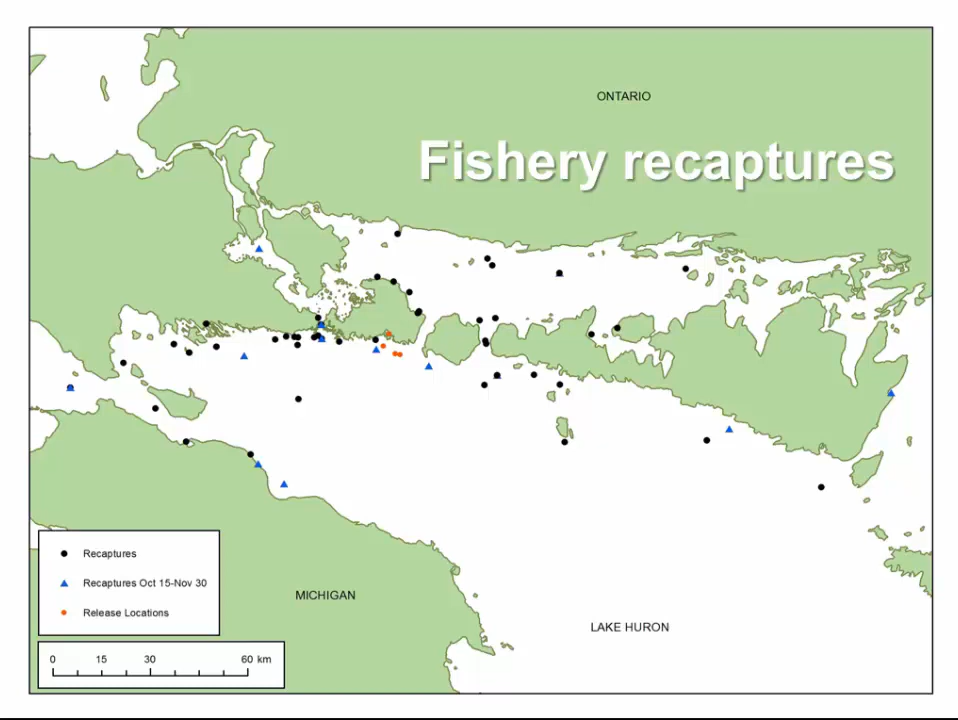 ONTARIO
Fishery recaptures
Recaptures
Recaptures Oct 15-Nov 30
Release Locations
MICHIGAN
LAKE HURON
0 15 30 60 km